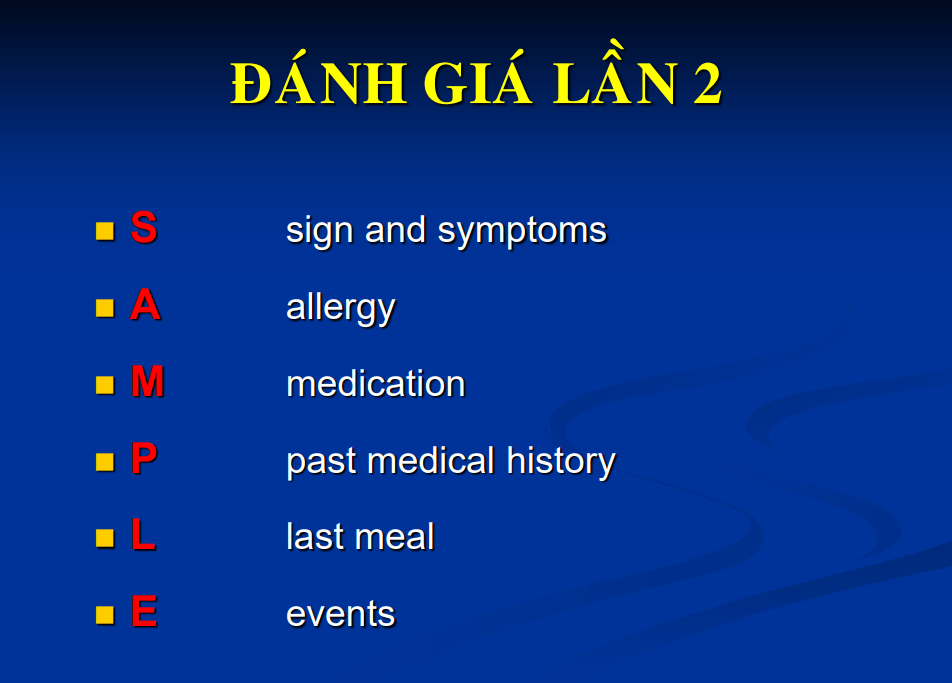 ĐÁNH GIÁ LẦN 2
S sign and symptoms
A allergy
M medication
P past medical history
L last meal
E events